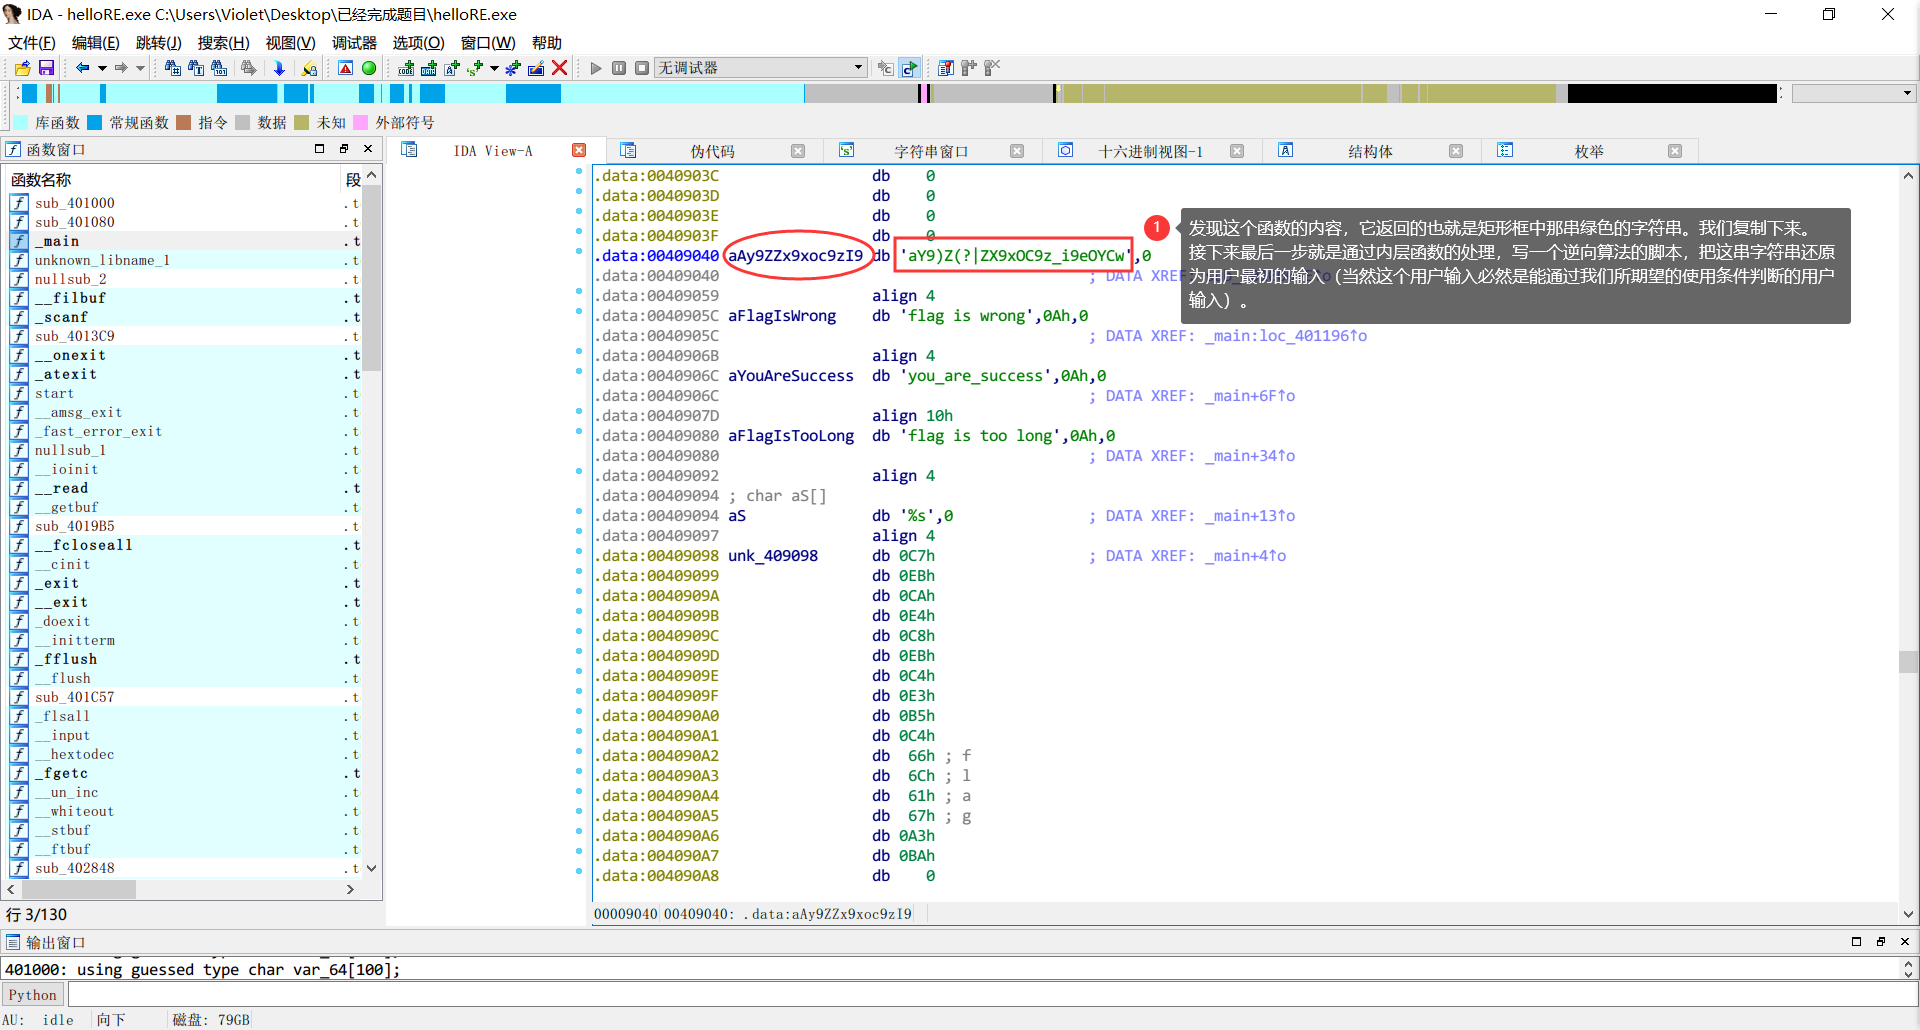 IDA - helloRE.exe C:\Users\Violet\Desktop\已经完成题目\helloRE.exe
文件(F) 编辑(E) 跳转(J) 搜索(H) 视图(V) 调试器 选项(O) 窗口(W) 帮助
无调试器
库函数 常规函数 指令 数据 未知 外部符号
函数窗口
函数名称 段
sub_401000 .t
sub_401080 .t
_main .t
unknown_libname_1 .t
nullsub_2 .t
__filbuf .t
_scanf .t
sub_4013C9 .t
__onexit .t
_atexit .t
start .t
__amsg_exit .t
_fast_error_exit .t
nullsub_1 .t
__ioinit .t
__read .t
__getbuf .t
sub_4019B5 .t
__fcloseall .t
__cinit .t
_exit .t
__exit .t
_doexit .t
__initterm .t
_fflush .t
__flush .t
sub_401C57 .t
_flsall .t
__input .t
__hextodec .t
_fgetc .t
__un_inc .t
__whiteout .t
__stbuf .t
__ftbuf .t
sub_402848 .t
行 3/130
IDA View-A 伪代码 字符串窗口 十六进制视图-1 结构体 枚举
.data:0040903C db 0
.data:0040903D db 0
.data:0040903E db 0
.data:0040903F db 0
.data:00409040 aAy9ZZx9xoc9zI9 db 'aY9)Z(?|ZX9xOC9z_i9eOYCw',0
.data:00409040 ; DATA XR
.data:00409059 align 4
.data:0040905C aFlagIsWrong db 'flag is wrong',0Ah,0
.data:0040905C ; DATA XREF: _main:loc_401196↑o
.data:0040906B align 4
.data:0040906C aYouAreSuccess db 'you_are_success',0Ah,0
.data:0040906C ; DATA XREF: _main+6F↑o
.data:0040907D align 10h
.data:00409080 aFlagIsTooLong db 'flag is too long',0Ah,0
.data:00409080 ; DATA XREF: _main+34↑o
.data:00409092 align 4
.data:00409094 ; char aS[]
.data:00409094 aS db '%s',0 ; DATA XREF: _main+13↑o
.data:00409097 align 4
.data:00409098 unk_409098 db 0C7h ; DATA XREF: _main+4↑o
.data:00409099 db 0EBh
.data:0040909A db 0CAh
.data:0040909B db 0E4h
.data:0040909C db 0C8h
.data:0040909D db 0EBh
.data:0040909E db 0C4h
.data:0040909F db 0E3h
.data:004090A0 db 0B5h
.data:004090A1 db 0C4h
.data:004090A2 db 66h ; f
.data:004090A3 db 6Ch ; l
.data:004090A4 db 61h ; a
.data:004090A5 db 67h ; g
.data:004090A6 db 0A3h
.data:004090A7 db 0BAh
.data:004090A8 db 0
1
发现这个函数的内容，它返回的也就是矩形框中那串绿色的字符串。我们复制下来。
接下来最后一步就是通过内层函数的处理，写一个逆向算法的脚本，把这串字符串还原
为用户最初的输入（当然这个用户输入必然是能通过我们所期望的使用条件判断的用户
输入）。
00009040 00409040: .data:aAy9ZZx9xoc9zI9
输出窗口
401000: using guessed type char var_64[100];
Python
AU: idle 向下 磁盘: 79GB